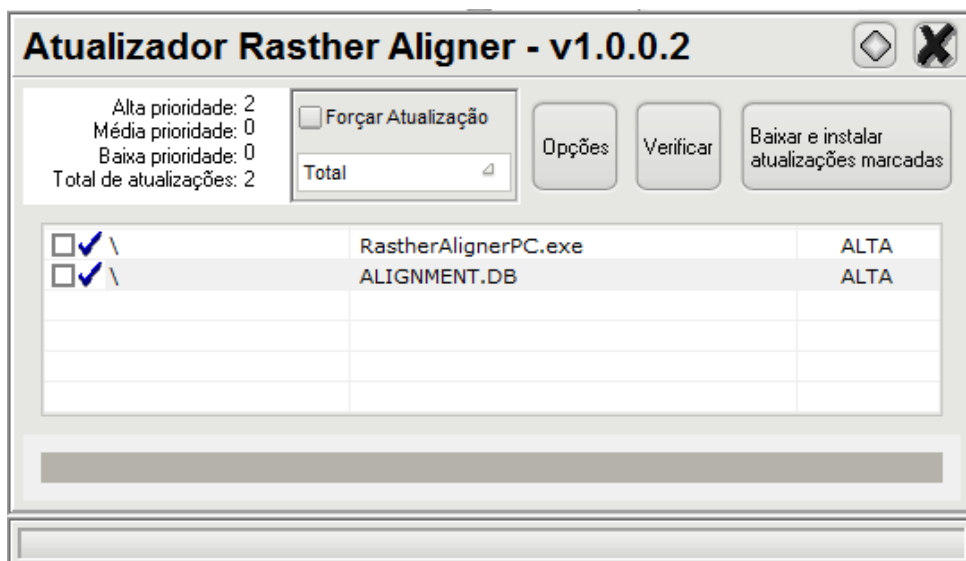 Atualizador Rasther Aligner - v1.0.0.2
Alta prioridade: 2
Média prioridade: 0
Baixa prioridade: 0
Total de atualizações: 2
Forçar Atualização
Total
Opções
Verificar
Baixar e instalar
atualizações marcadas
\ RastherAlignerPC.exe ALTA
\ ALIGNMENT.DB ALTA